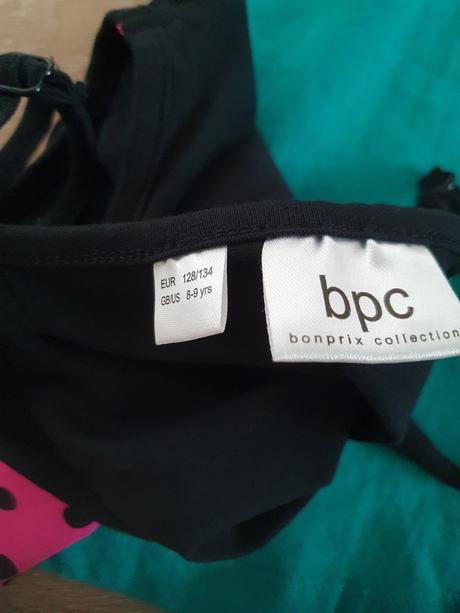 EUR 128/134
GB/US 8-9 yrs
bpc
bonprix collection